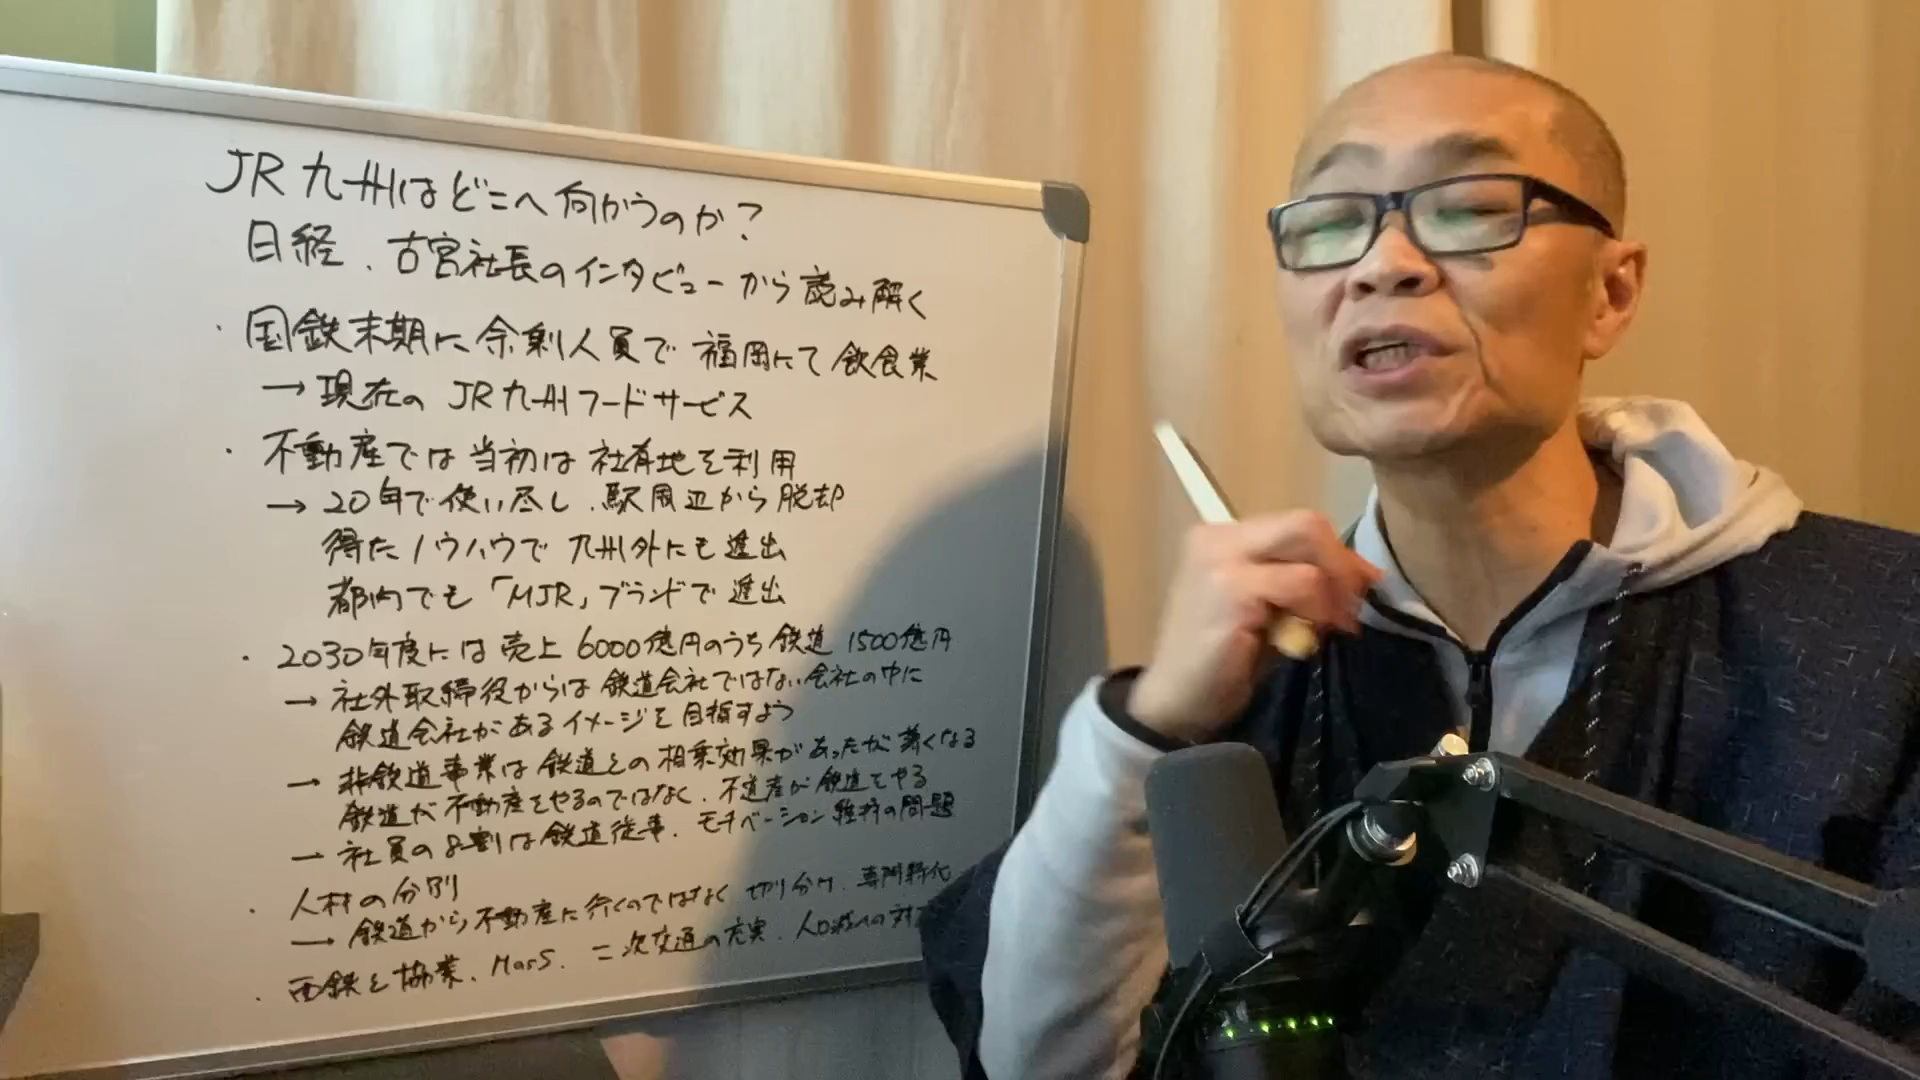 JR九州はどこへ向かうのか?
日経、古宮社長のインタビューから読み解く
・国鉄末期に余剰人員で福岡にて飲食業
→現在のJR九州フードサービス
・不動産では当初は社有地を利用
→20年で使い尽し、駅周辺から脱却
得たノウハウで九州外にも進出
都内でも「MJR」ブランドで進出
・2030年度には売上6000億円のうち鉄道1500億円
→社外取締役からは鉄道会社ではない会社の中に
鉄道会社があるイメージを目指すよう
→非鉄道事業は鉄道との相乗効果があったが薄くなる
鉄道が不動産をやるのではなく、不道産が鉄道をやる
→社員の8割は鉄道従事、モチベーション維持の問題
・人材の分別
→鉄道から不動産に行くのではなく切り分け、専門特化
・西鉄と協業、MaaS、二次交通の充実、人口減への対